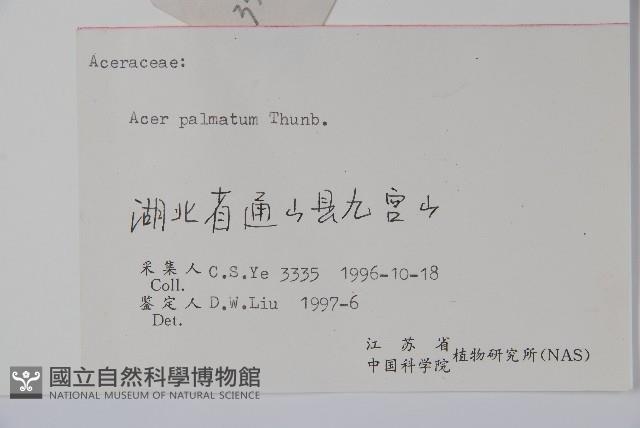 Aceraceae:
Acer palmatum Thunb.
湖北省通山县九宫山
采集人 C.S.Ye 3335 1996-10-18
Coll.
鉴定人 D.W.Liu 1997-6
Det.
江苏省
中国科学院 植物研究所(NAS)
國立自然科學博物館
NATIONAL MUSEUM OF NATURAL SCIENCE